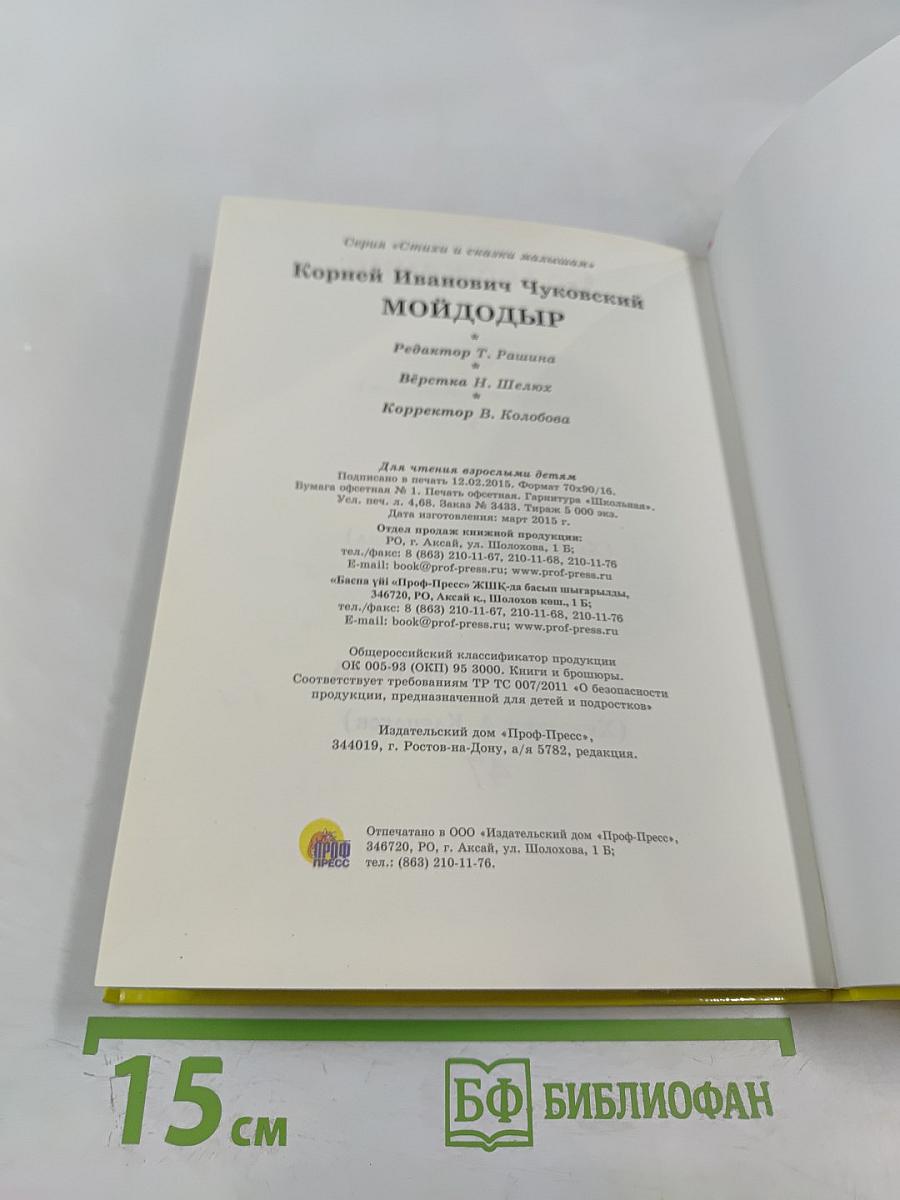 Серия «Стихи и сказки малышам»
Корней Иванович Чуковский
МОЙДОДЫР
*
Редактор Т. Рашина
*
Вёрстка Н. Шелюх
*
Корректор В. Колобова
Для чтения взрослыми детям
Подписано в печать 12.02.2015. Формат 70х90/16.
Бумага офсетная № 1. Печать офсетная. Гарнитура «Школьная».
Усл. печ. л. 4,68. Заказ № 3433. Тираж 5 000 экз.
Дата изготовления: март 2015 г.
Отдел продаж книжной продукции:
РО, г. Аксай, ул. Шолохова, 1 Б;
тел./факс: 8 (863) 210-11-67, 210-11-68, 210-11-76
E-mail: book@prof-press.ru; www.prof-press.ru
«Баспа үйі «Проф-Пресс» ЖШҚ-да басып шығарылды,
346720, РО, Аксай қ., Шолохов көш., 1 Б;
тел./факс: 8 (863) 210-11-67, 210-11-68, 210-11-76
E-mail: book@prof-press.ru; www.prof-press.ru
Общероссийский классификатор продукции
ОК 005-93 (ОКП) 95 3000. Книги и брошюры.
Соответствует требованиям ТР ТС 007/2011 «О безопасности
продукции, предназначенной для детей и подростков»
Издательский дом «Проф-Пресс»,
344019, г. Ростов-на-Дону, а/я 5782, редакция.
ПРОФ
ПРЕСС
Отпечатано в ООО «Издательский дом «Проф-Пресс»,
346720, РО, г. Аксай, ул. Шолохова, 1 Б;
тел.: (863) 210-11-76.
15 см
БФ БИБЛИОФАН